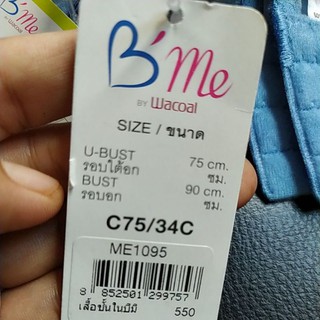 B'me
BY Wacoal
SIZE / ขนาด
U-BUST 75 cm.
รอบใต้อก ซม.
BUST 90 cm.
รอบอก ซม.
C75/34C
ME1095
8 852501 299757
เสื้อชั้นในบีมี 550